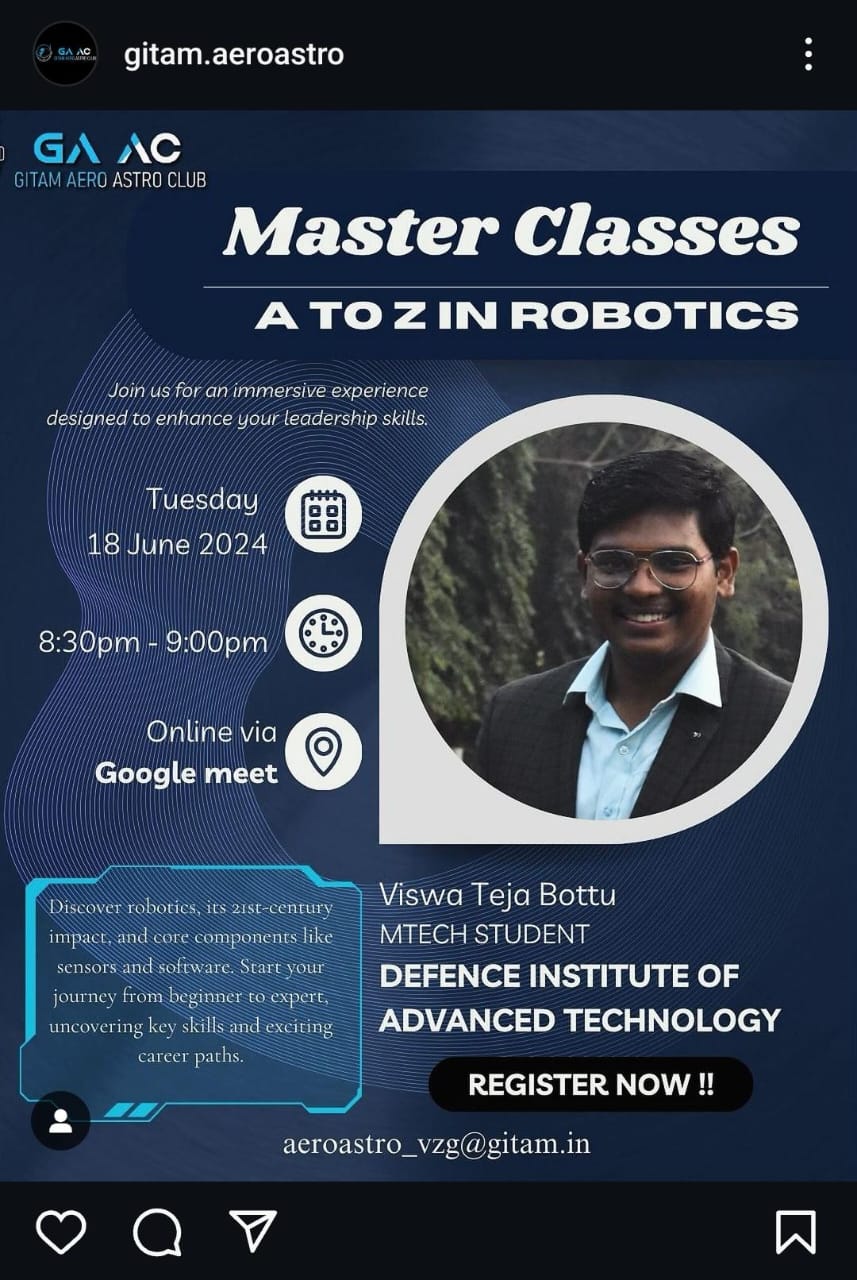 gitam.aeroastro
GA AC
GITAM AERO ASTRO CLUB
Master Classes
A TO Z IN ROBOTICS
Join us for an immersive experience
designed to enhance your leadership skills.
Tuesday
18 June 2024
8:30pm - 9:00pm
Online via
Google meet
Discover robotics, its 21st-century
impact, and core components like
sensors and software. Start your
journey from beginner to expert,
uncovering key skills and exciting
career paths.
Viswa Teja Bottu
MTECH STUDENT
DEFENCE INSTITUTE OF
ADVANCED TECHNOLOGY
REGISTER NOW !!
aeroastro_vzg@gitam.in